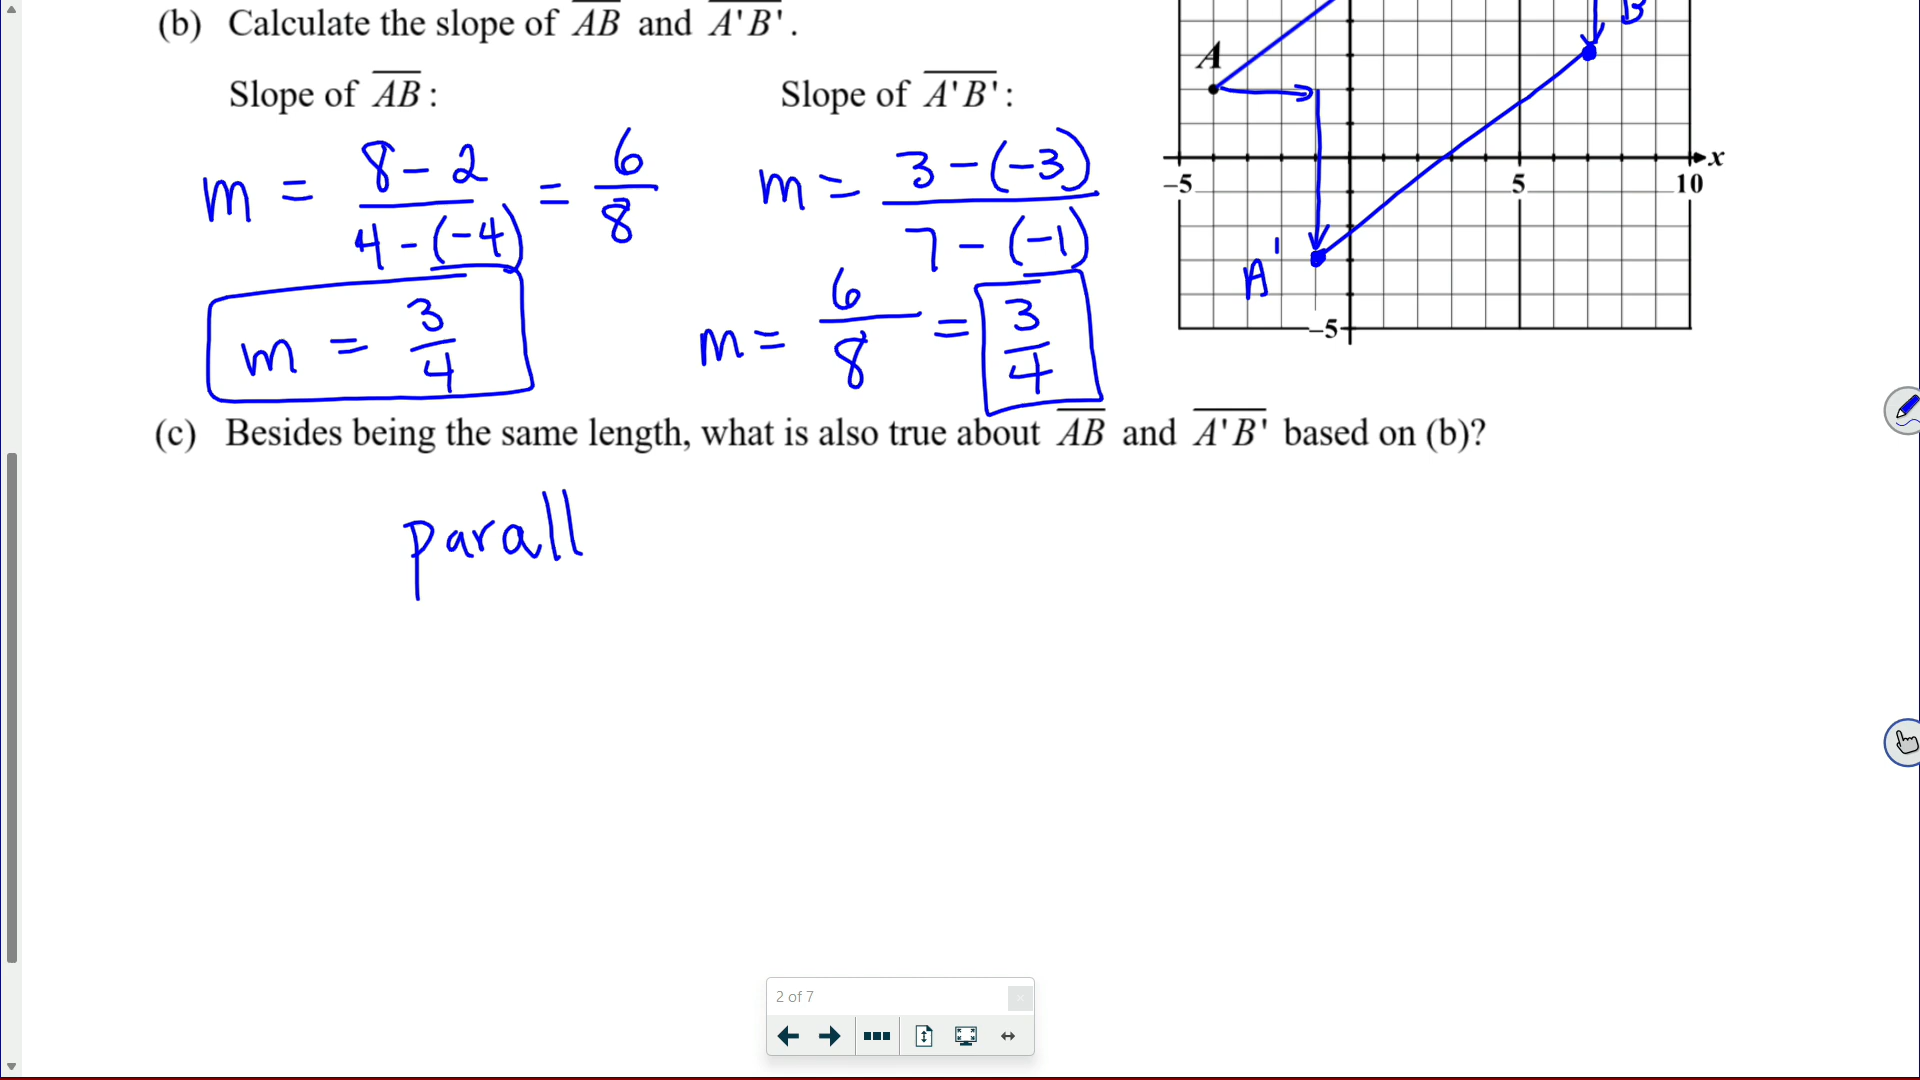 (b) Calculate the slope of AB and A'B'.
Slope of AB:
Slope of A'B':
m = 8 - 2 / 4 - (-4) = 6 / 8
m = 3 - (-3) / 7 - (-1)
m = 3 / 4
m = 6 / 8 = 3 / 4
A
B
x
-5
5
10
A'
-5
(c) Besides being the same length, what is also true about AB and A'B' based on (b)?
parall
2 of 7